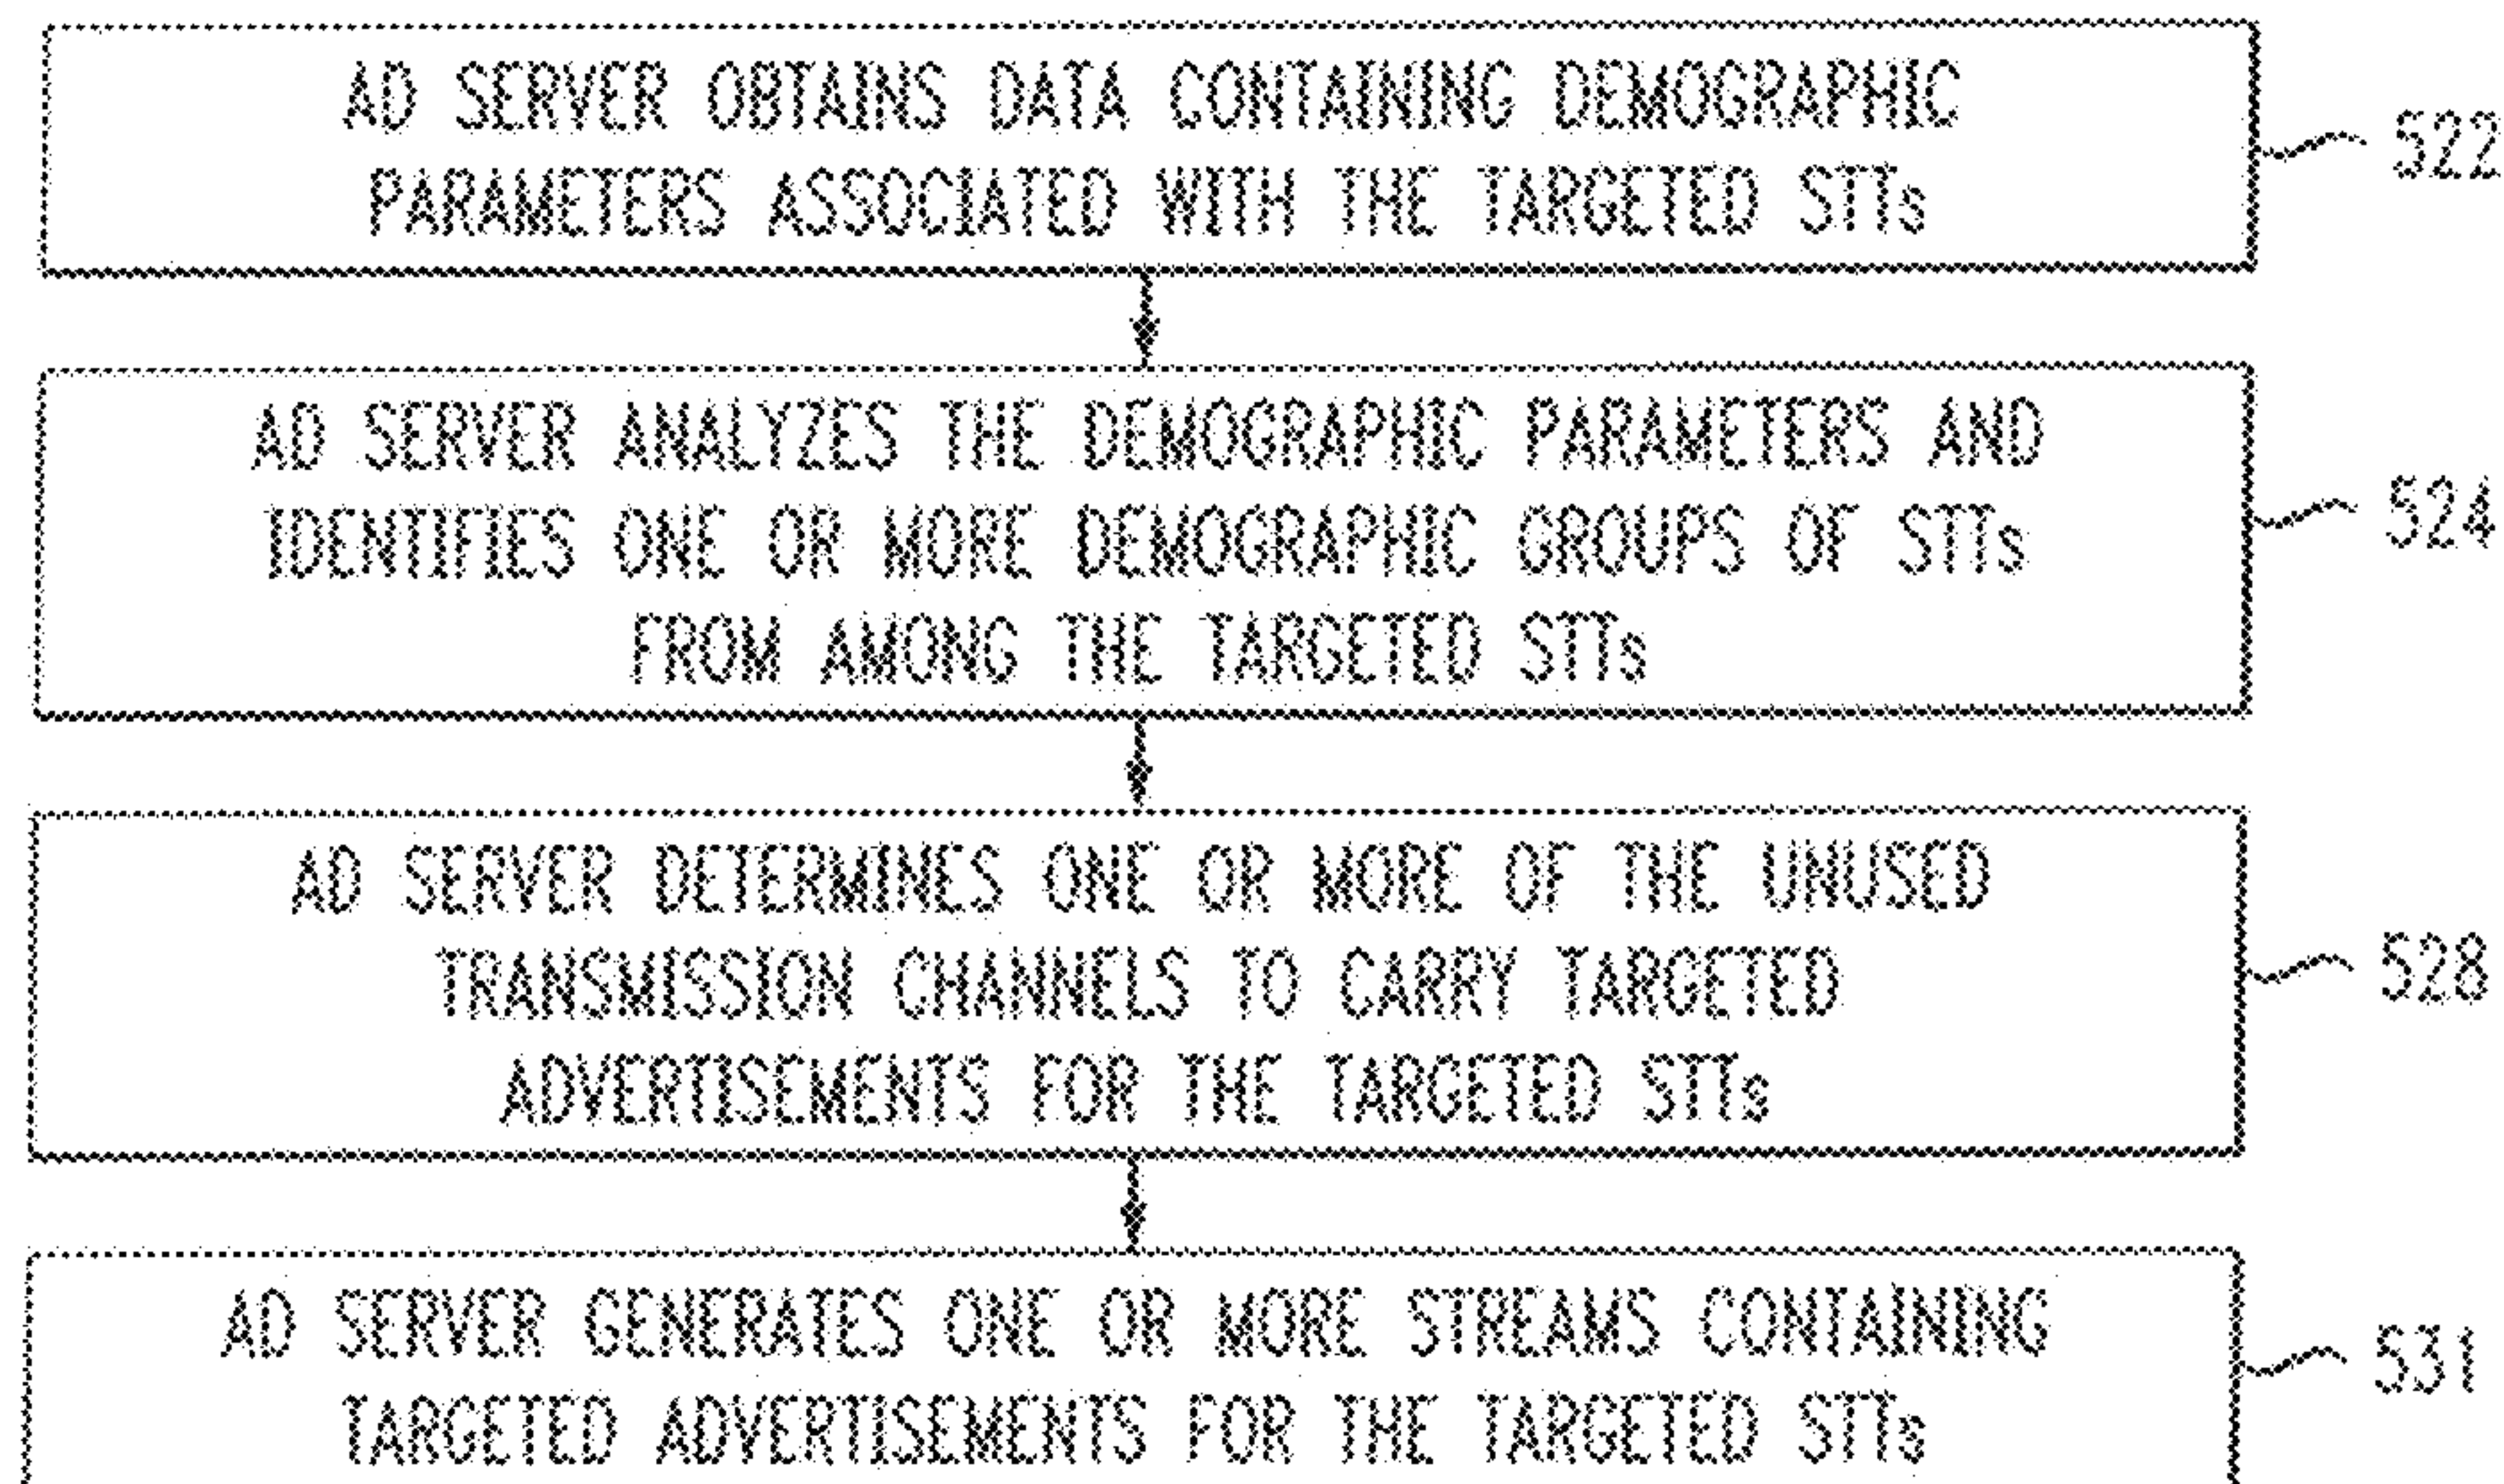 AD SERVER OBTAINS DATA CONTAINING DEMOGRAPHIC
PARAMETERS ASSOCIATED WITH THE TARGETED STTs
522
AD SERVER ANALYZES THE DEMOGRAPHIC PARAMETERS AND
IDENTIFIES ONE OR MORE DEMOGRAPHIC GROUPS OF STTs
FROM AMONG THE TARGETED STTs
524
AD SERVER DETERMINES ONE OR MORE OF THE UNUSED
TRANSMISSION CHANNELS TO CARRY TARGETED
ADVERTISEMENTS FOR THE TARGETED STTs
528
AD SERVER GENERATES ONE OR MORE STREAMS CONTAINING
TARGETED ADVERTISEMENTS FOR THE TARGETED STTs
531